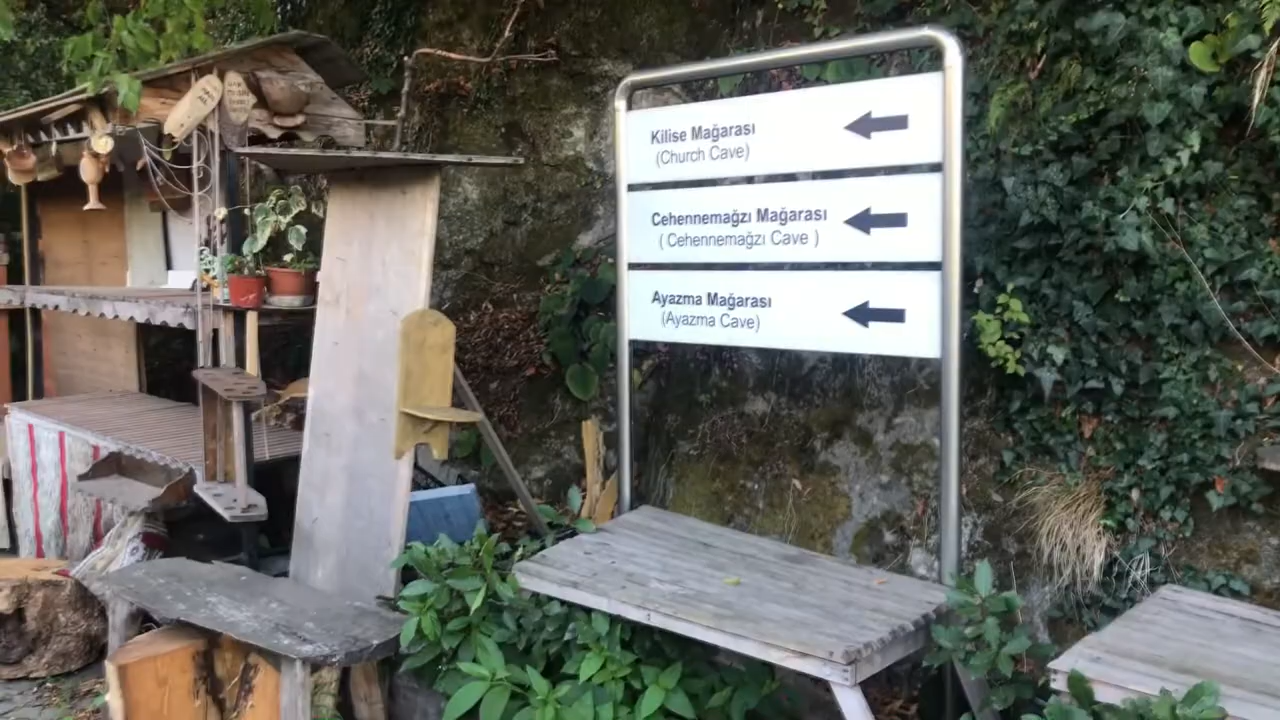 Kilise Mağarası
(Church Cave)
Cehennemağzı Mağarası
( Cehennemağzı Cave )
Ayazma Mağarası
(Ayazma Cave)